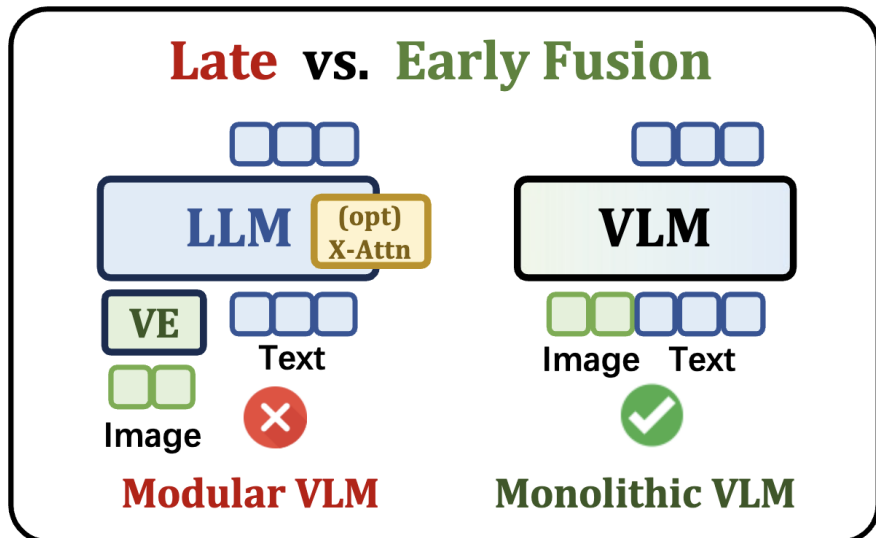 Late vs. Early Fusion
LLM
(opt)
X-Attn
VE
Text
Image
Modular VLM
VLM
Image Text
Monolithic VLM